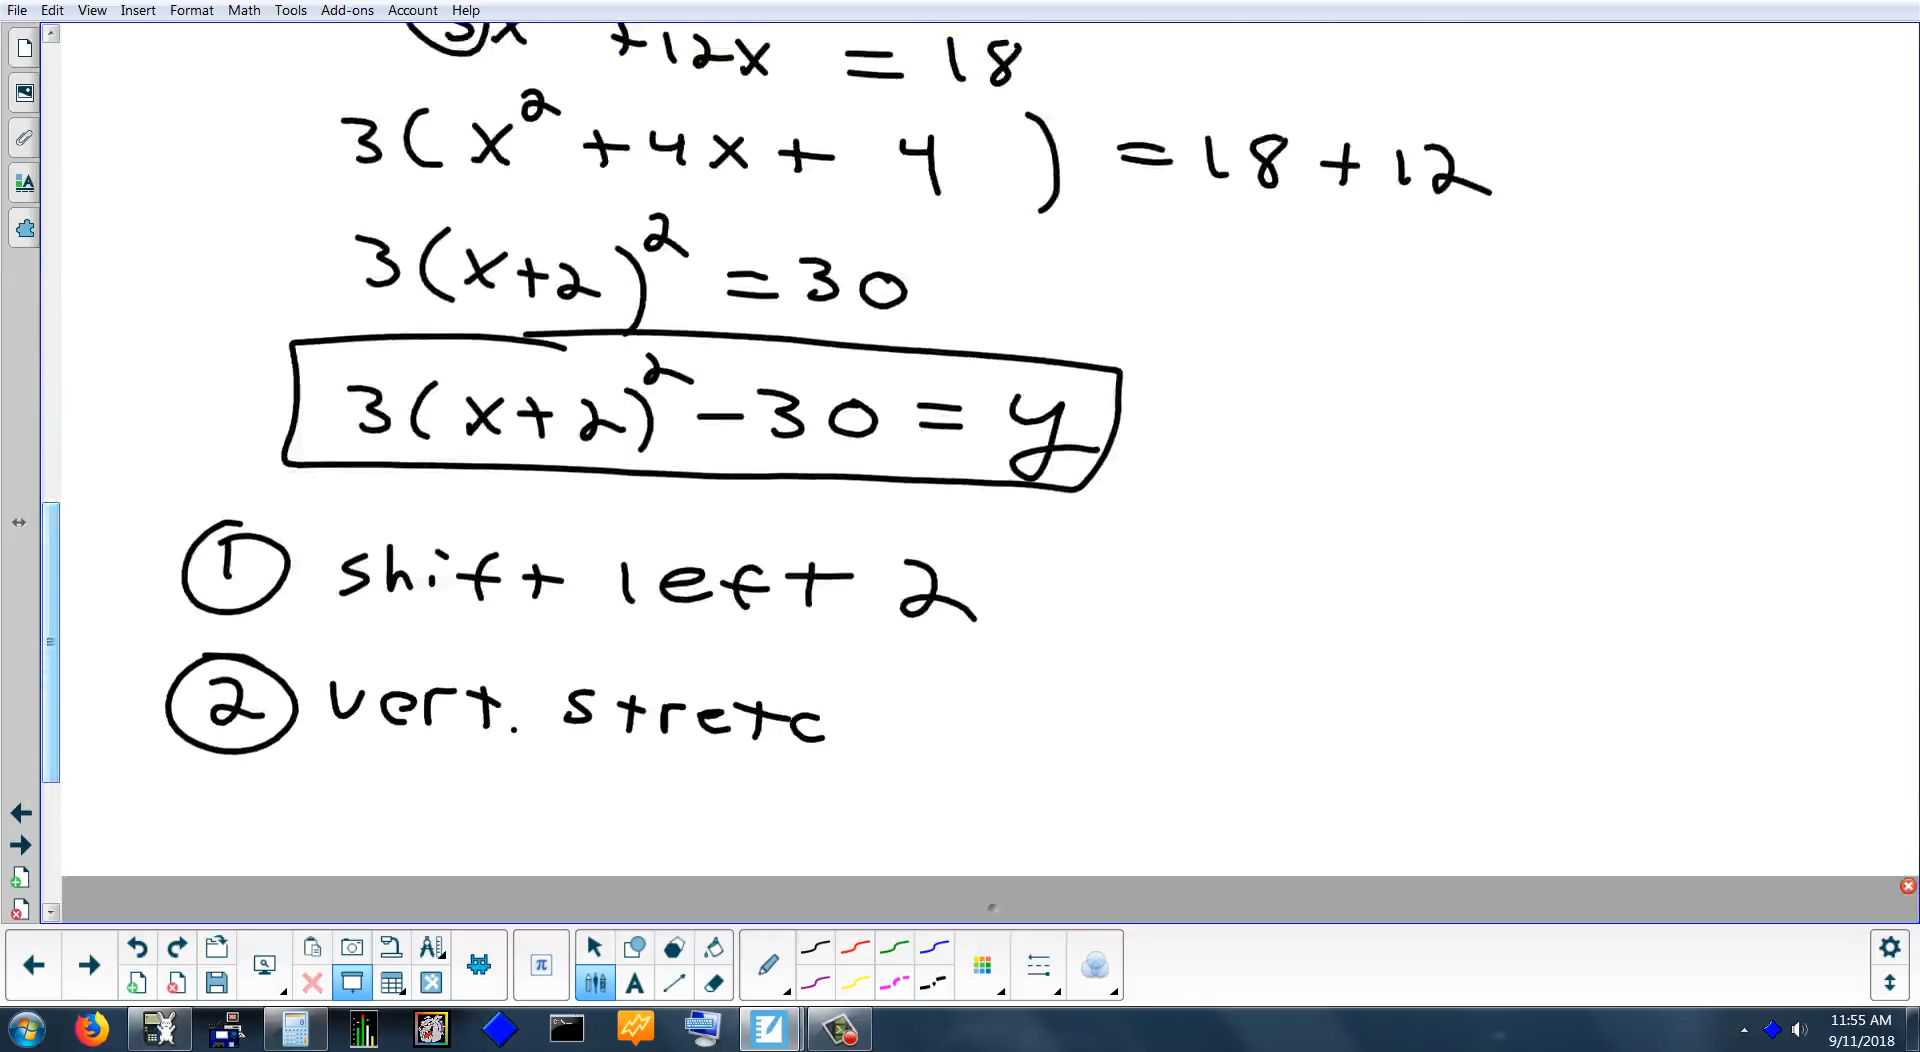 File Edit View Insert Format Math Tools Add-ons Account Help
3x +12x = 18
3(x² +4x+ 4 ) =18+12
3(x+2)² =30
3(x+2)² -30= y
① shift left 2
② vert. stretc
π
A
11:55 AM
9/11/2018